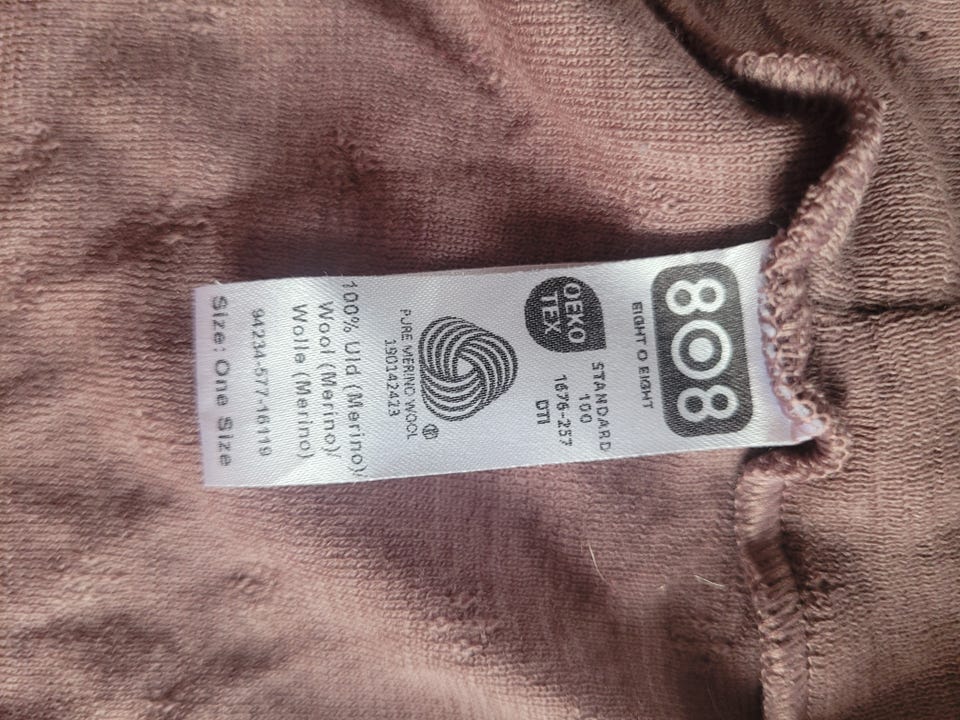 808
EIGHT O EIGHT
OEKO
TEX
STANDARD
100
1676-257
DTI
PURE MERINO WOOL
190142423
100% Uld (Merino)/
Wool (Merino)/
Wolle (Merino)
94234-577-16119
Size: One Size